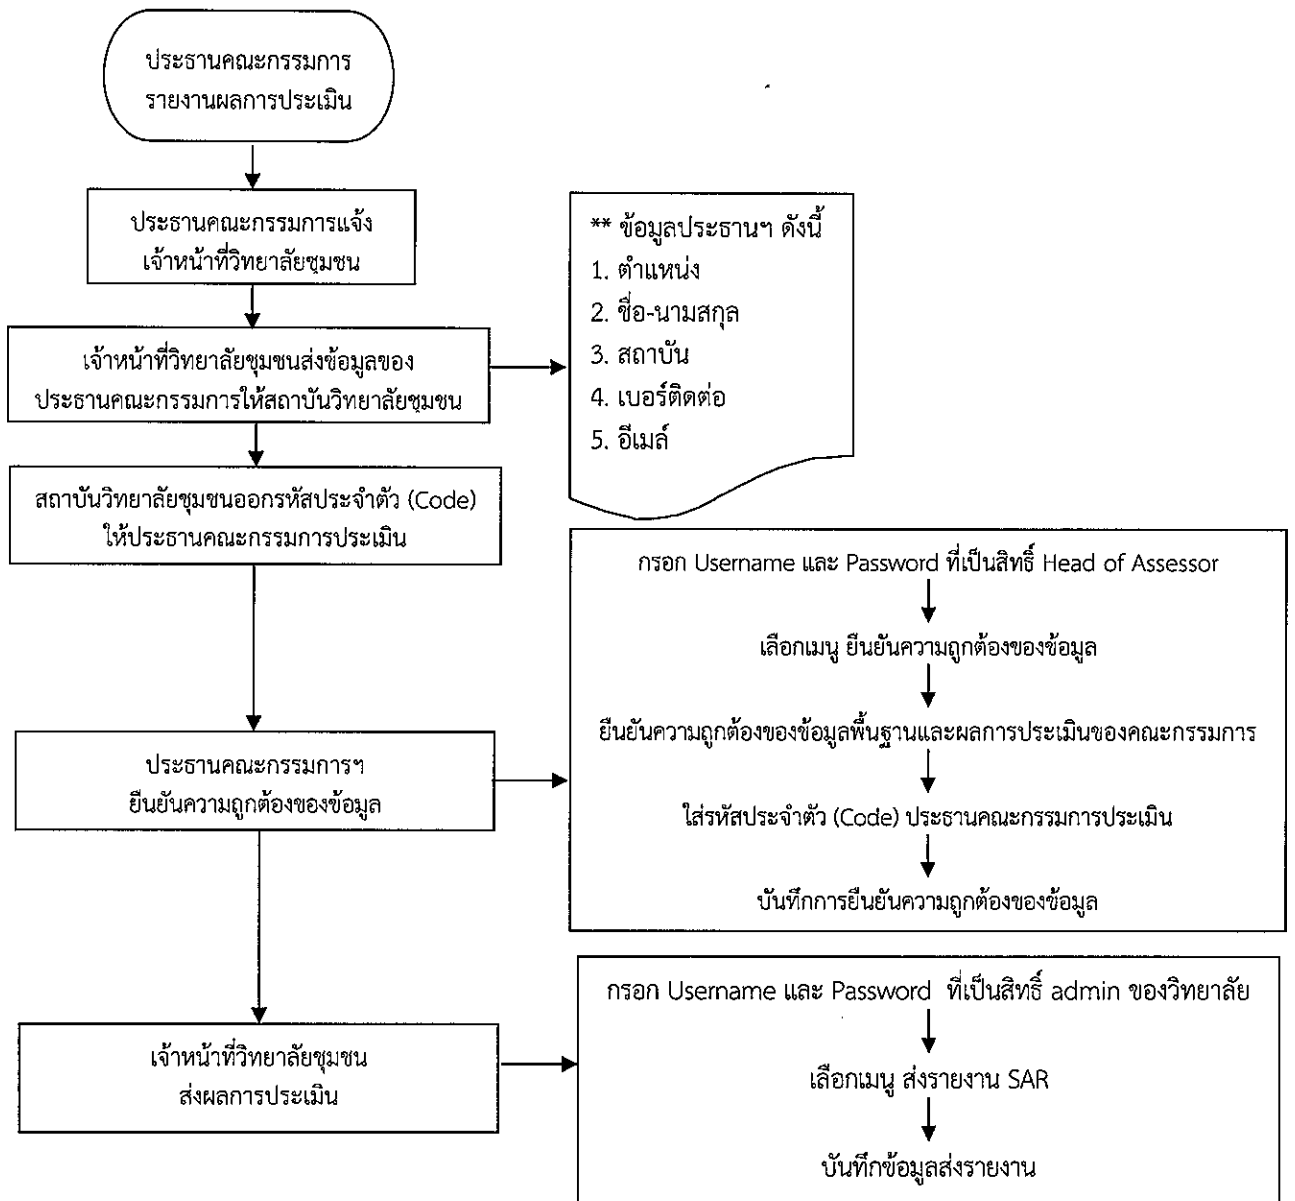 ประธานคณะกรรมการ
รายงานผลการประเมิน
ประธานคณะกรรมการแจ้ง
เจ้าหน้าที่วิทยาลัยชุมชน
เจ้าหน้าที่วิทยาลัยชุมชนส่งข้อมูลของ
ประธานคณะกรรมการให้สถาบันวิทยาลัยชุมชน
** ข้อมูลประธานฯ ดังนี้
1. ตำแหน่ง
2. ชื่อ-นามสกุล
3. สถาบัน
4. เบอร์ติดต่อ
5. อีเมล์
สถาบันวิทยาลัยชุมชนออกรหัสประจำตัว (Code)
ให้ประธานคณะกรรมการประเมิน
ประธานคณะกรรมการฯ
ยืนยันความถูกต้องของข้อมูล
กรอก Username และ Password ที่เป็นสิทธิ์ Head of Assessor
เลือกเมนู ยืนยันความถูกต้องของข้อมูล
ยืนยันความถูกต้องของข้อมูลพื้นฐานและผลการประเมินของคณะกรรมการ
ใส่รหัสประจำตัว (Code) ประธานคณะกรรมการประเมิน
บันทึกการยืนยันความถูกต้องของข้อมูล
เจ้าหน้าที่วิทยาลัยชุมชน
ส่งผลการประเมิน
กรอก Username และ Password ที่เป็นสิทธิ์ admin ของวิทยาลัย
เลือกเมนู ส่งรายงาน SAR
บันทึกข้อมูลส่งรายงาน